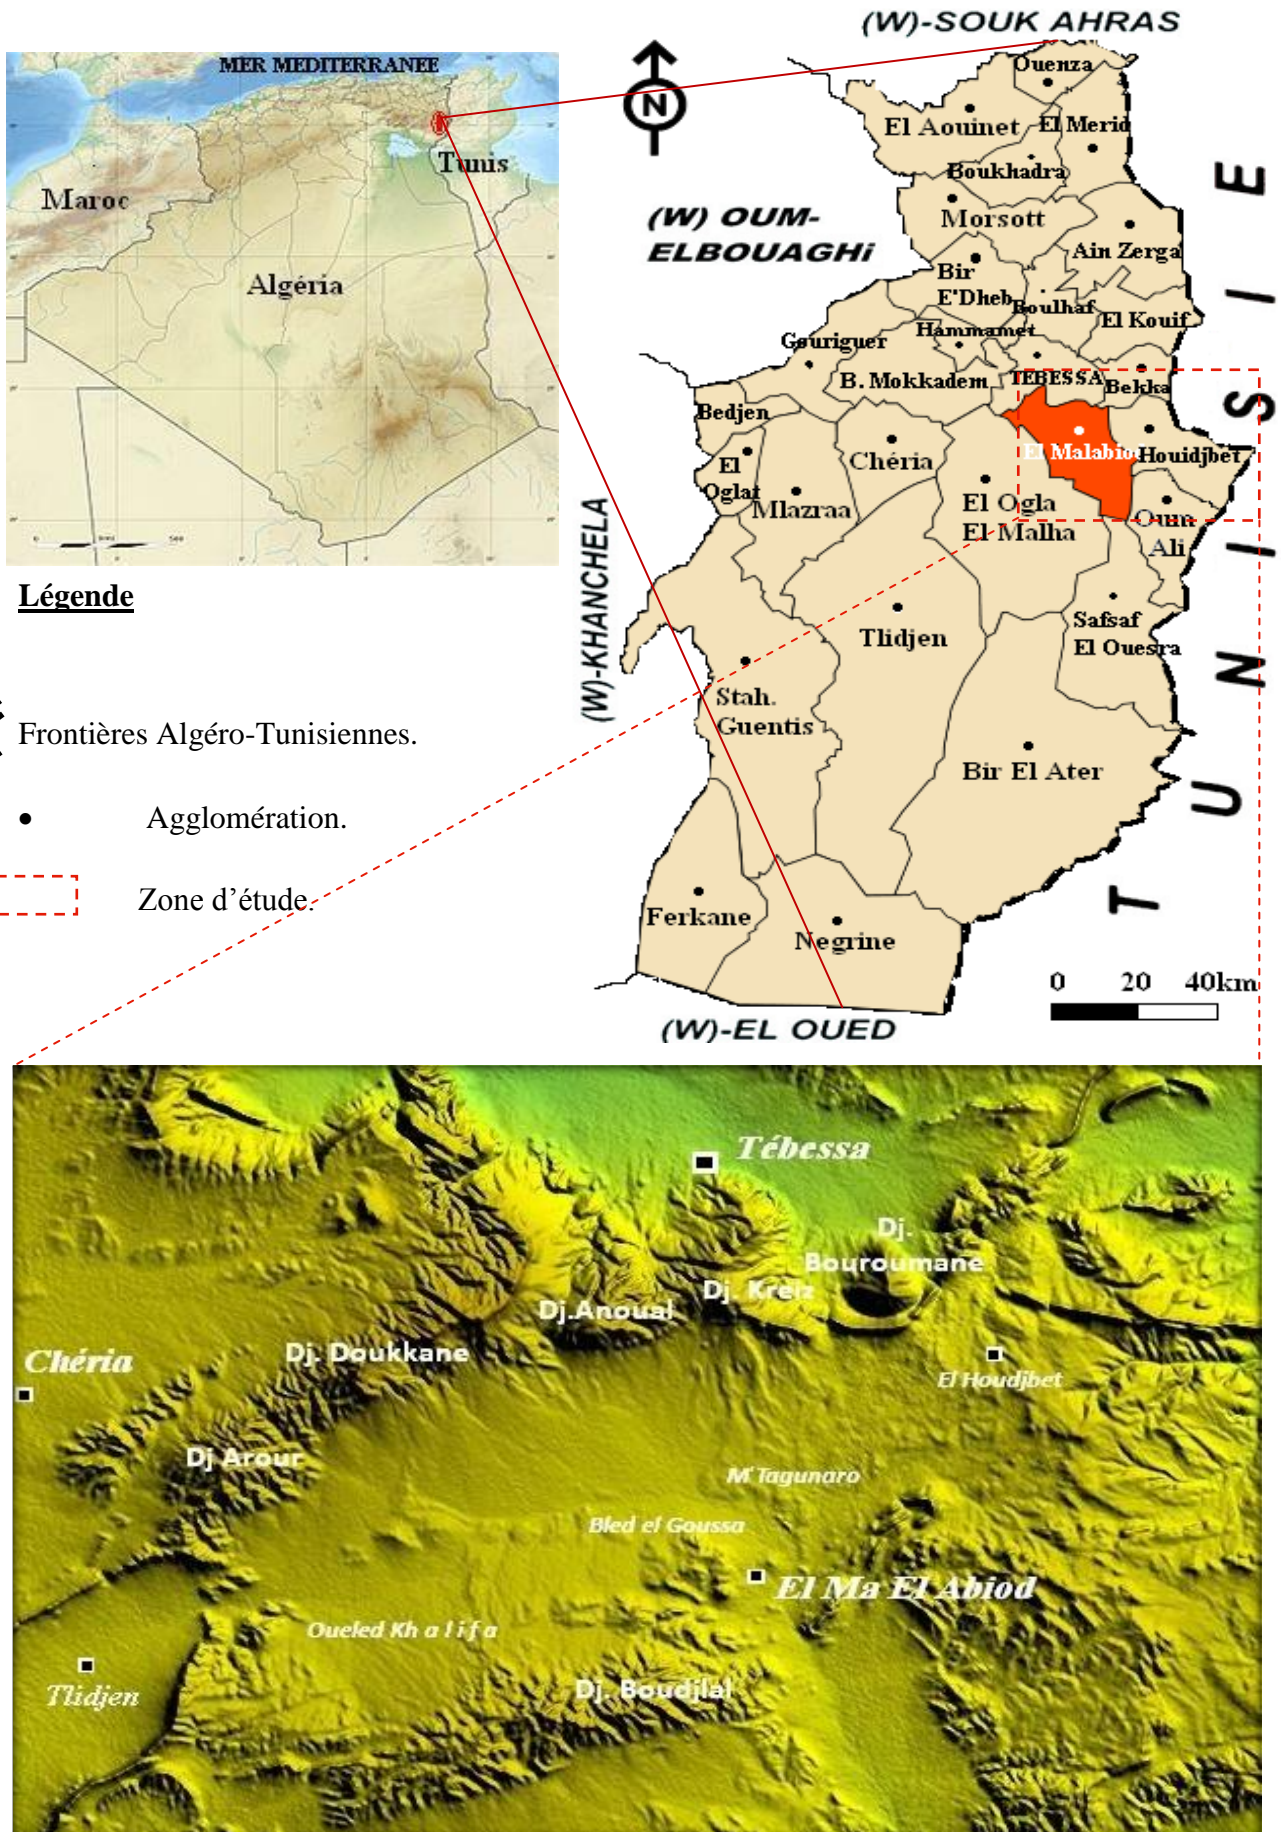 (W)-SOUK AHRAS
MER MEDITERRANEE
Tunis
Maroc
Algéria
0 500
N
(W) OUM-
ELBOUAGHi
(W)-KHANCHELA
T U N I S I E
Ouenza
El Aouinet
El Merid
Boukhadra
Morsott
Ain Zerga
Bir
E'Dheb
Boulhaf
El Kouif
Hammamet
Gouriguer
B. Mokkadem
TEBESSA
Bekka
Bedjen
El Malabiod
Houidjbet
Chéria
El
Oglat
Mlazraa
El Ogla
El Malha
Oum
Ali
Tlidjen
Safsaf
El Ouesra
Stah.
Guentis
Bir El Ater
Ferkane
Negrine
0 20 40km
(W)-EL OUED
Légende
Frontières Algéro-Tunisiennes.
Agglomération.
Zone d'étude.
Tébessa
Dj.
Bouroumane
Dj. Kreiz
Dj.Anoual
Dj. Doukkane
Chéria
El Houdjbet
Dj Arour
M'Tagunaro
Bled el Goussa
El Ma El Abiod
Oueled Kh a l i f a
Tlidjen
Dj. Boudjlal